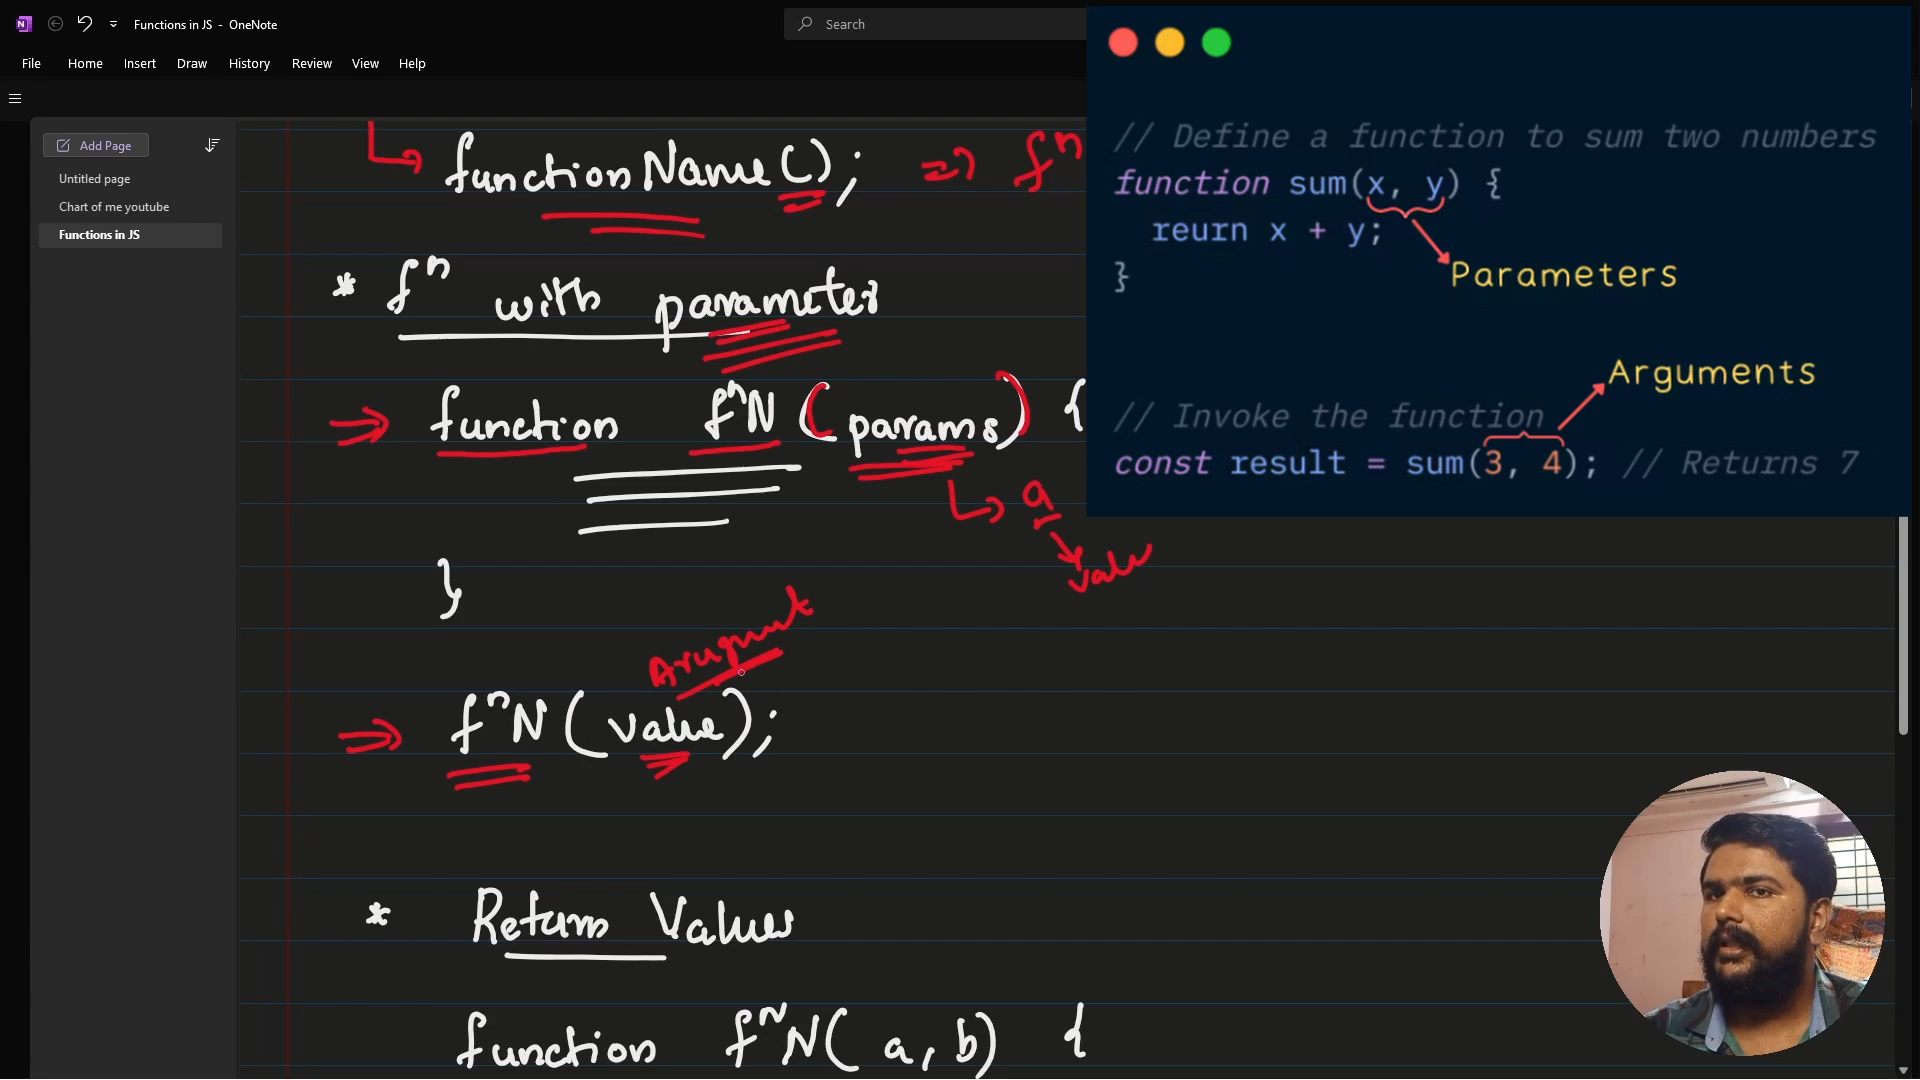 Functions in JS - OneNote
Search
File Home Insert Draw History Review View Help
Add Page
Untitled page
Chart of me youtube
Functions in JS
functionName(); => fⁿ
* fⁿ with parameter
=> function fⁿN (params) {
↳ a
}
Arugment
=> fⁿN (value);
* Return Values
function fᴺN( a, b) {
// Define a function to sum two numbers
function sum(x, y) {
reurn x + y;
}
Parameters
Arguments
// Invoke the function
const result = sum(3, 4); // Returns 7